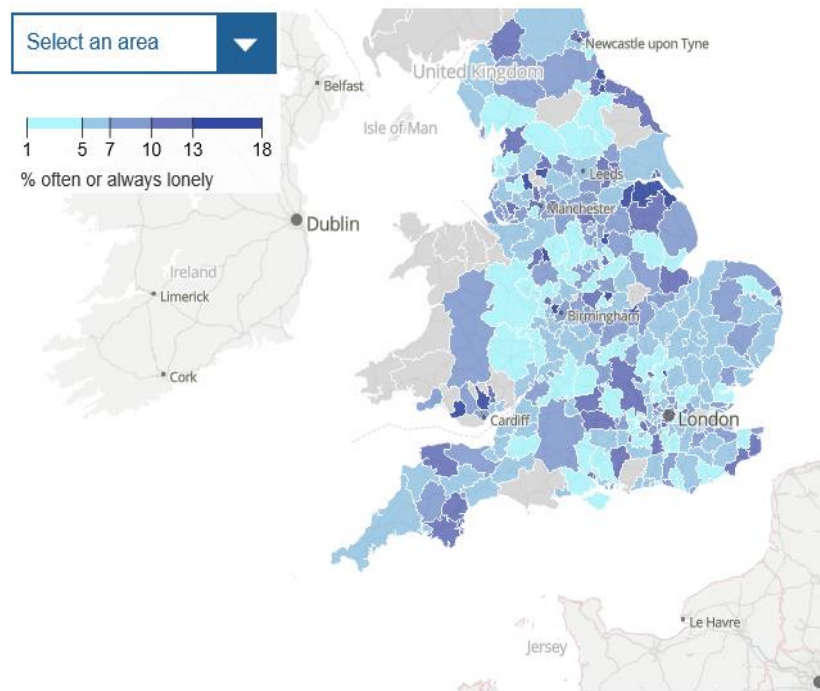 Select an area
Newcastle upon Tyne
United Kingdom
Belfast
Isle of Man
1 5 7 10 13 18
% often or always lonely
Leeds
Manchester
Dublin
Ireland
Limerick
Birmingham
Cork
Cardiff
London
Le Havre
Jersey